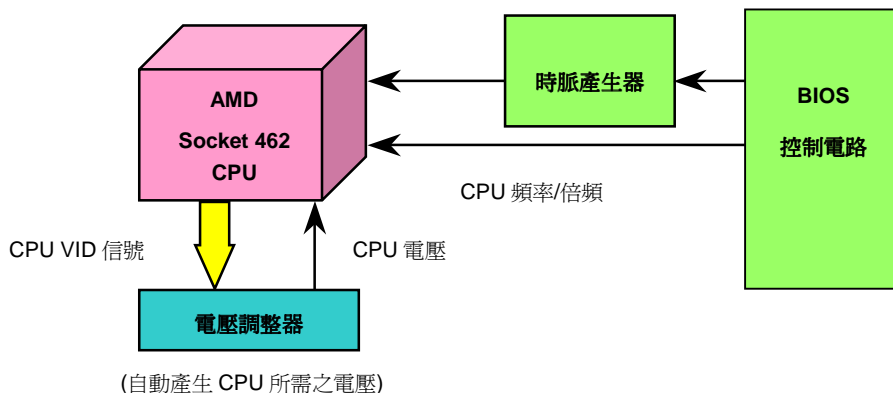 AMD
Socket 462
CPU
時脈產生器
BIOS
控制電路
CPU 頻率/倍頻
CPU VID 信號
CPU 電壓
電壓調整器
(自動產生 CPU 所需之電壓)